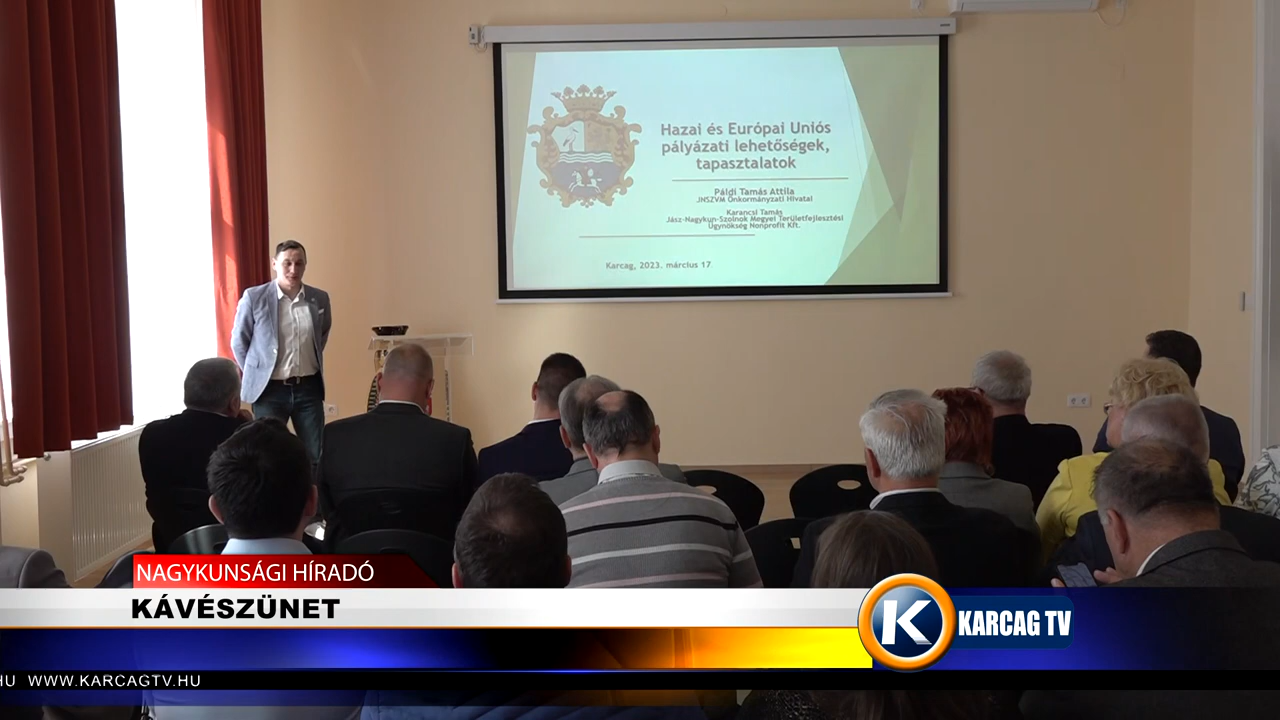 Hazai és Európai Uniós
pályázati lehetőségek,
tapasztalatok
Páldi Tamás Attila
JNSZVM Önkormányzati Hivatal
Karancsi Tamás
Jász-Nagykun-Szolnok Megyei Területfejlesztési
Ügynökség Nonprofit Kft.
Karcag, 2023. március 17
NAGYKUNSÁGI HÍRADÓ
KÁVÉSZÜNET
K KARCAG TV
HU WWW.KARCAGTV.HU